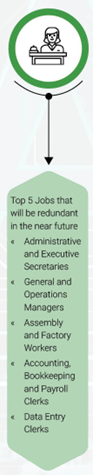 Top 5 Jobs that
will be redundant
in the near future
« Administrative
and Executive
Secretaries
« General and
Operations
Managers
« Assembly
and Factory
Workers
« Accounting,
Bookkeeping
and Payroll
Clerks
« Data Entry
Clerks